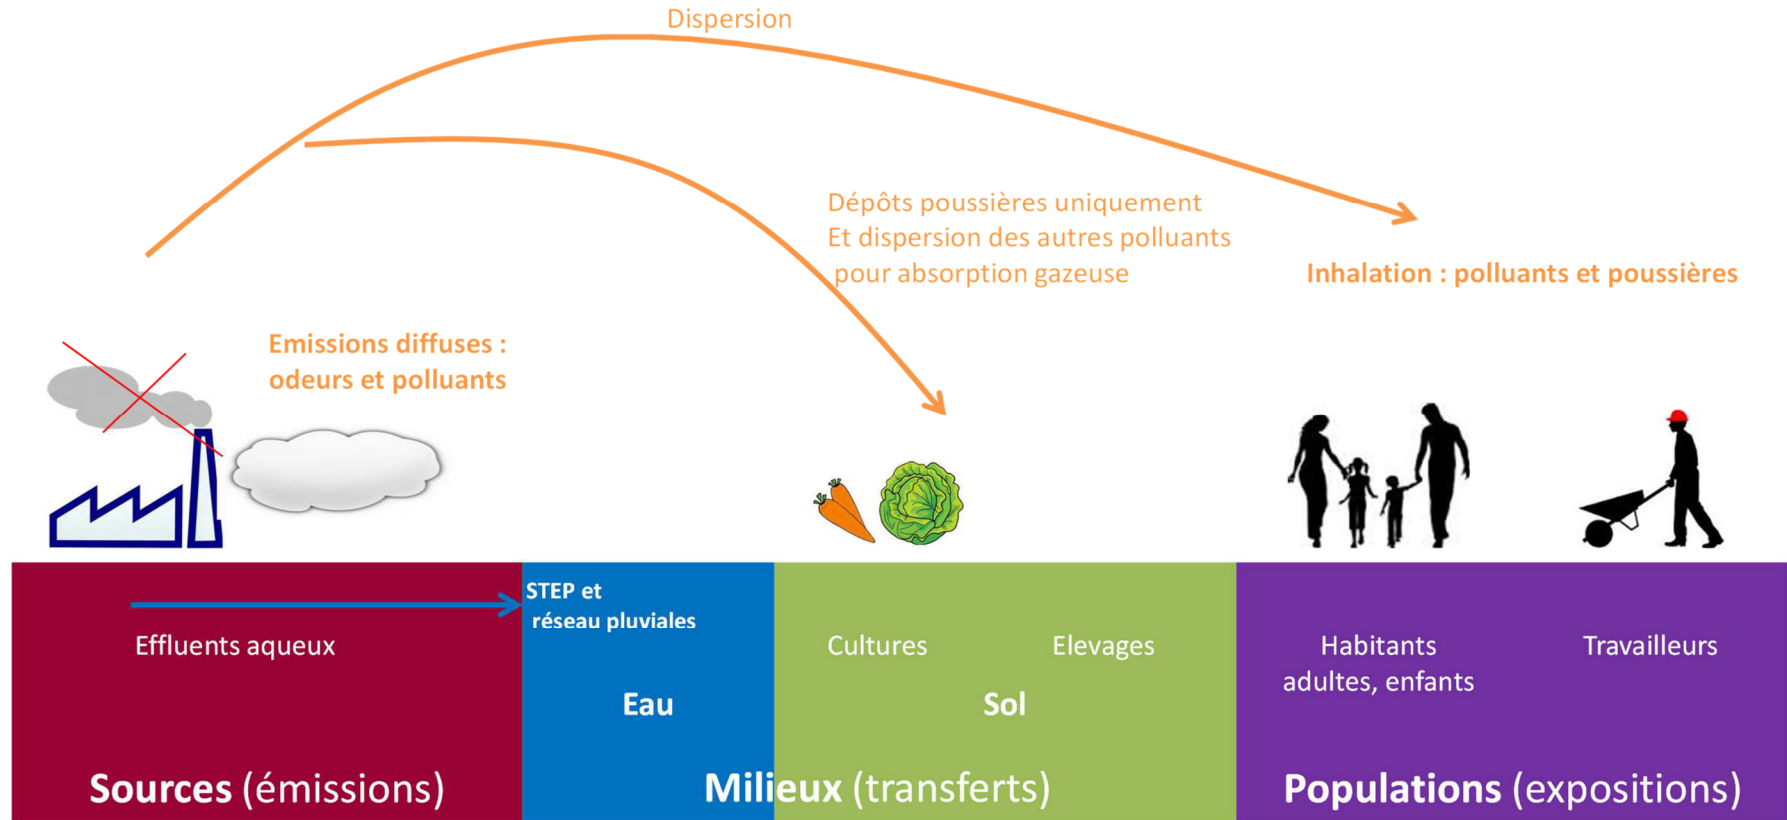 Dispersion
Dépôts poussières uniquement
Et dispersion des autres polluants
pour absorption gazeuse
Inhalation : polluants et poussières
Emissions diffuses :
odeurs et polluants
STEP et
réseau pluviales
Effluents aqueux
Cultures
Elevages
Habitants
adultes, enfants
Travailleurs
Eau
Sol
Sources (émissions)
Milieux (transferts)
Populations (expositions)